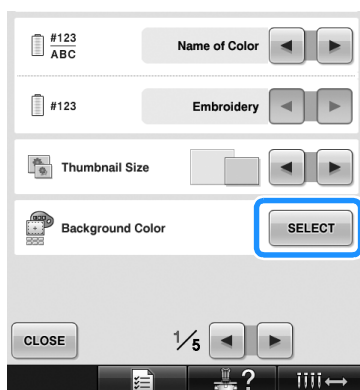 #123
ABC
Name of Color
#123
Embroidery
Thumbnail Size
Background Color
SELECT
CLOSE
1/5
?